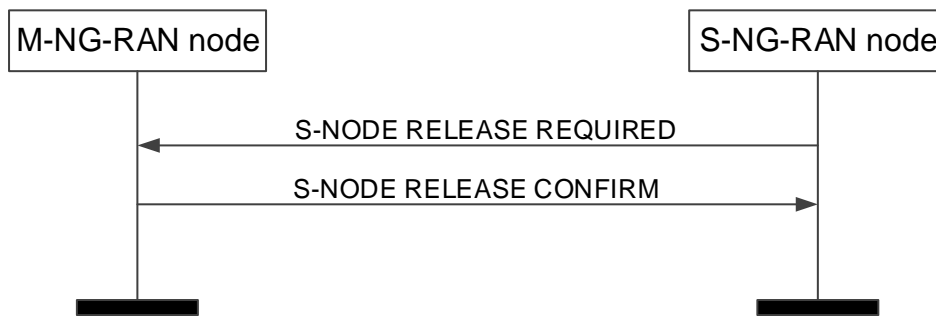 M-NG-RAN node
S-NG-RAN node
S-NODE RELEASE REQUIRED
S-NODE RELEASE CONFIRM